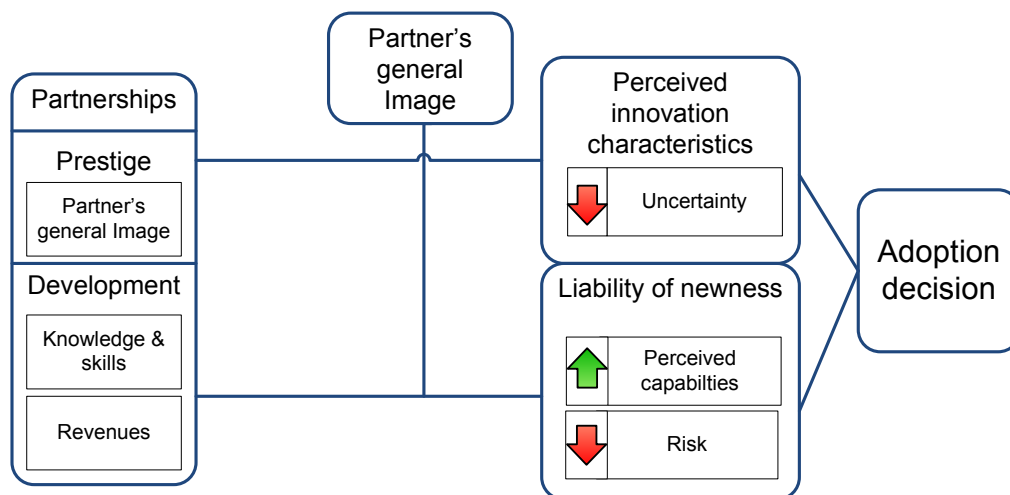 Partnerships
Prestige
Partner's
general Image
Development
Knowledge &
skills
Revenues
Partner's
general
Image
Perceived
innovation
characteristics
Uncertainty
Liability of newness
Perceived
capabilties
Risk
Adoption
decision